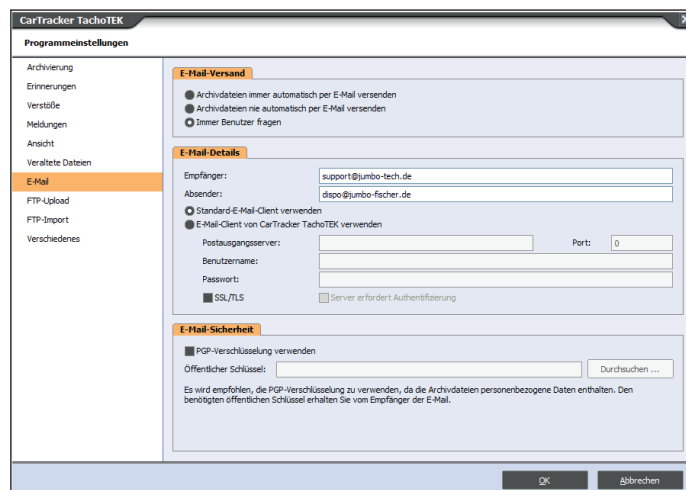 CarTracker TachoTEK
Programmeinstellungen
Archivierung
Erinnerungen
Verstöße
Meldungen
Ansicht
Veraltete Dateien
E-Mail
FTP-Upload
FTP-Import
Verschiedenes
E-Mail-Versand
Archivdateien immer automatisch per E-Mail versenden
Archivdateien nie automatisch per E-Mail versenden
Immer Benutzer fragen
E-Mail-Details
Empfänger: support@jumbo-tech.de
Absender: dispo@jumbo-fischer.de
Standard-E-Mail-Client verwenden
E-Mail-Client von CarTracker TachoTEK verwenden
Postausgangsserver: Port: 0
Benutzername:
Passwort:
SSL/TLS Server erfordert Authentifizierung
E-Mail-Sicherheit
PGP-Verschlüsselung verwenden
Öffentlicher Schlüssel: Durchsuchen ...
Es wird empfohlen, die PGP-Verschlüsselung zu verwenden, da die Archivdateien personenbezogene Daten enthalten. Den
benötigten öffentlichen Schlüssel erhalten Sie vom Empfänger der E-Mail.
OK Abbrechen